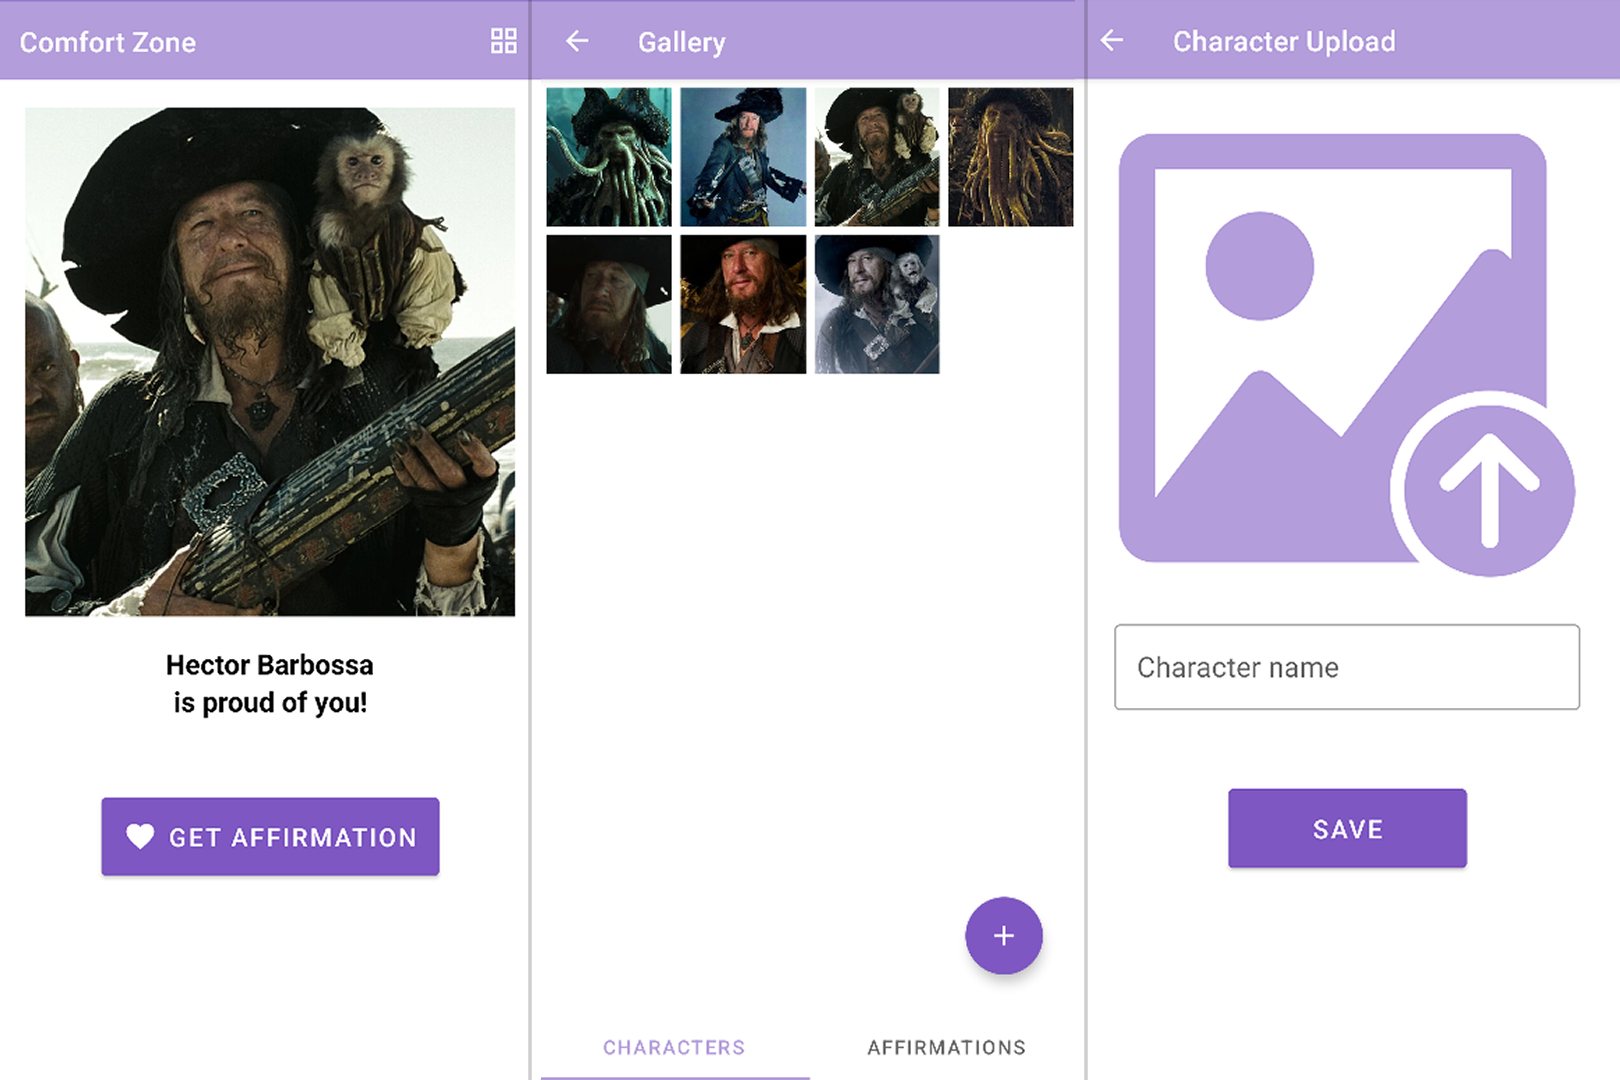 Comfort Zone
Hector Barbossa
is proud of you!
GET AFFIRMATION
Gallery
CHARACTERS
AFFIRMATIONS
Character Upload
Character name
SAVE